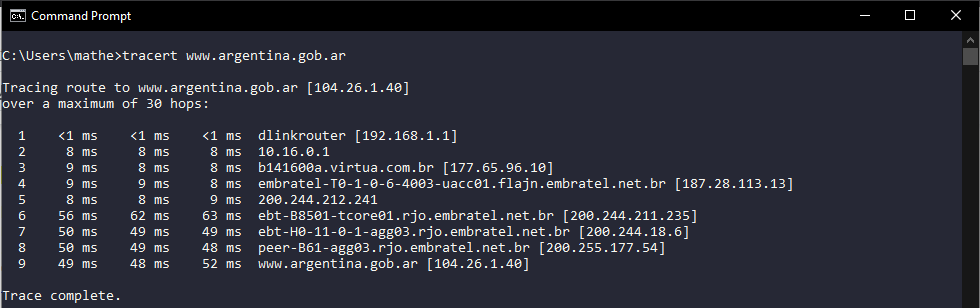 Command Prompt
C:\Users\mathe>tracert www.argentina.gob.ar
Tracing route to www.argentina.gob.ar [104.26.1.40]
over a maximum of 30 hops:
1 <1 ms <1 ms <1 ms dlinkrouter [192.168.1.1]
2 8 ms 8 ms 8 ms 10.16.0.1
3 9 ms 8 ms 8 ms b141600a.virtua.com.br [177.65.96.10]
4 9 ms 9 ms 8 ms embratel-T0-1-0-6-4003-uacc01.flajn.embratel.net.br [187.28.113.13]
5 8 ms 8 ms 9 ms 200.244.212.241
6 56 ms 62 ms 63 ms ebt-B8501-tcore01.rjo.embratel.net.br [200.244.211.235]
7 50 ms 49 ms 49 ms ebt-H0-11-0-1-agg03.rjo.embratel.net.br [200.244.18.6]
8 50 ms 49 ms 48 ms peer-B61-agg03.rjo.embratel.net.br [200.255.177.54]
9 49 ms 48 ms 52 ms www.argentina.gob.ar [104.26.1.40]
Trace complete.